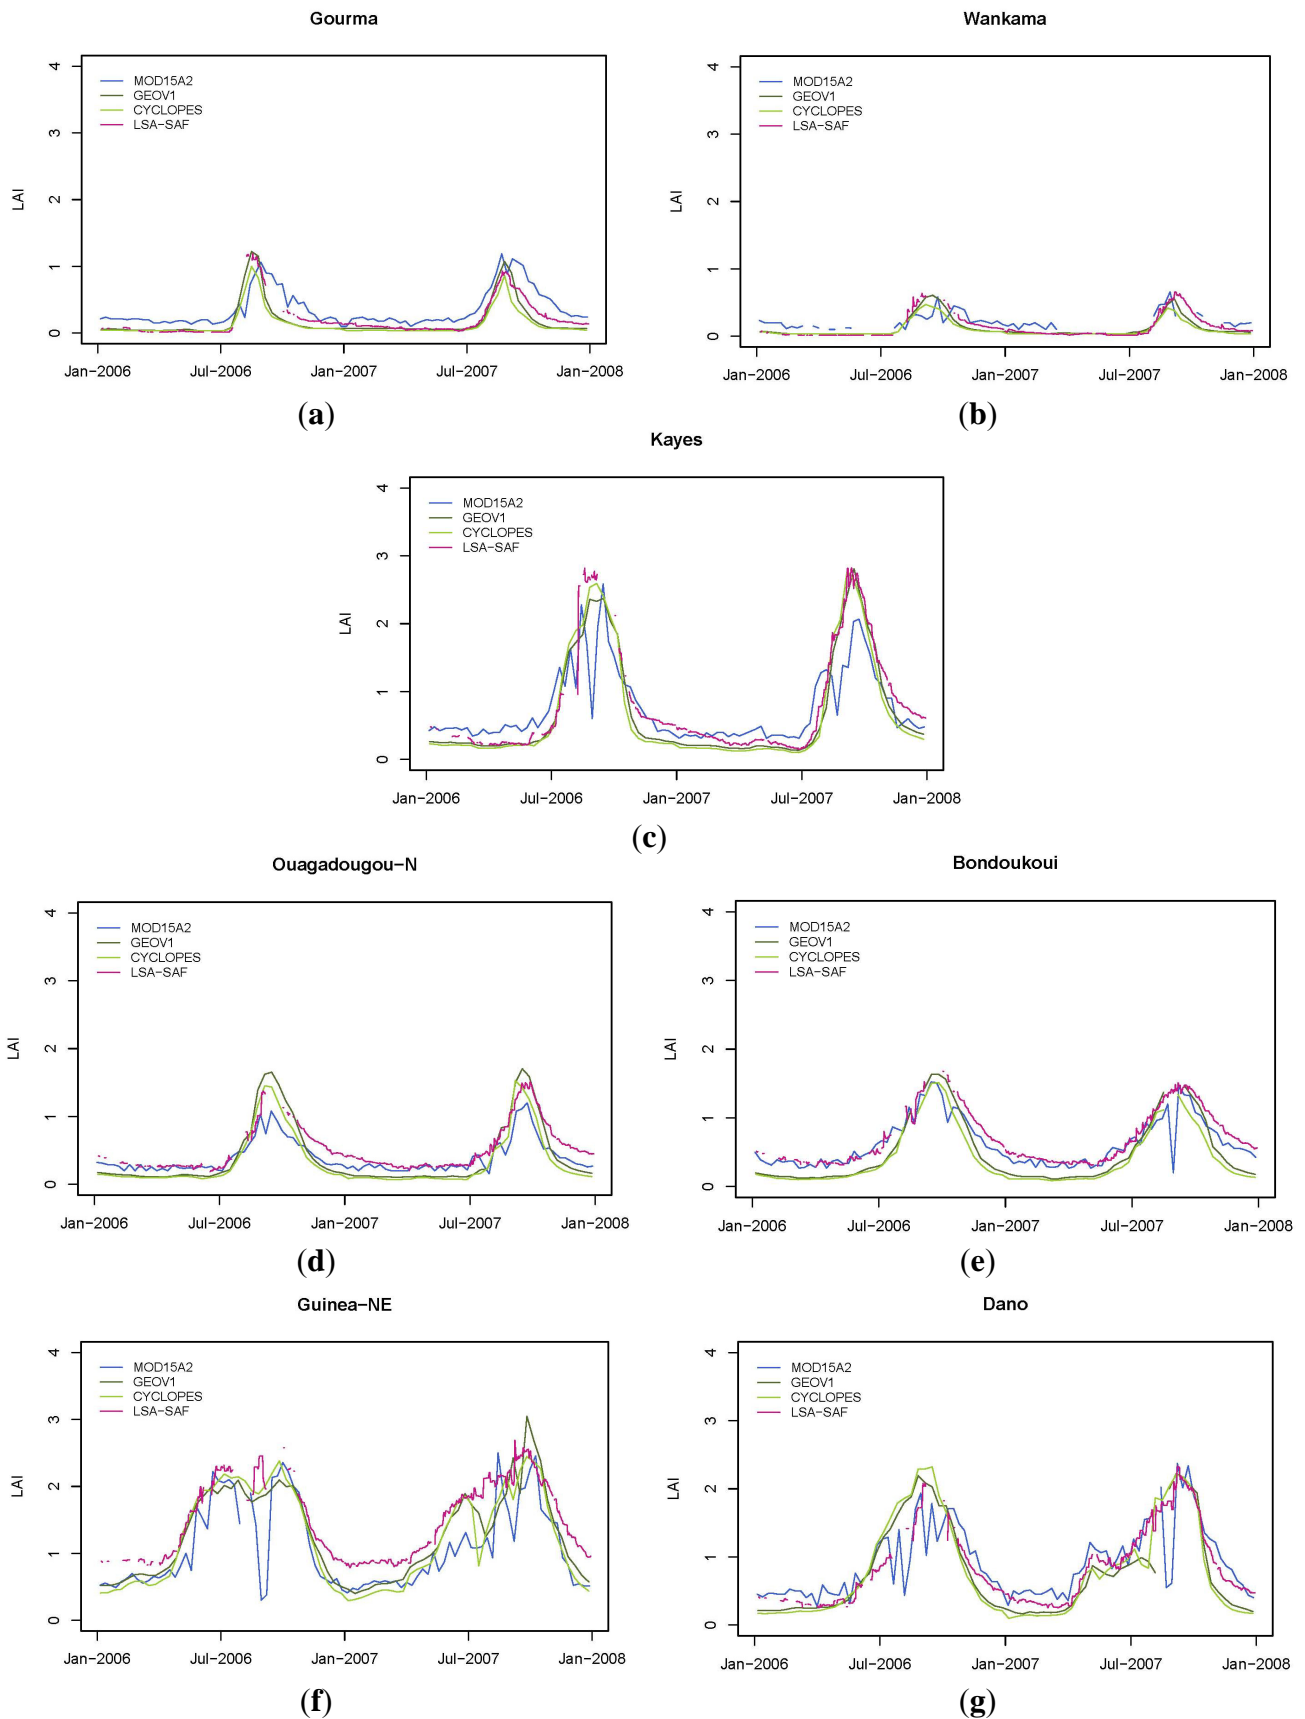 Gourma
4
3
2
1
0
LAI
MOD15A2
GEOV1
CYCLOPES
LSA−SAF
Jan−2006 Jul−2006 Jan−2007 Jul−2007 Jan−2008
(a)
Wankama
4
3
2
1
0
LAI
MOD15A2
GEOV1
CYCLOPES
LSA−SAF
Jan−2006 Jul−2006 Jan−2007 Jul−2007 Jan−2008
(b)
Kayes
4
3
2
1
0
LAI
MOD15A2
GEOV1
CYCLOPES
LSA−SAF
Jan−2006 Jul−2006 Jan−2007 Jul−2007 Jan−2008
(c)
Ouagadougou−N
4
3
2
1
0
LAI
MOD15A2
GEOV1
CYCLOPES
LSA−SAF
Jan−2006 Jul−2006 Jan−2007 Jul−2007 Jan−2008
(d)
Bondoukoui
4
3
2
1
0
LAI
MOD15A2
GEOV1
CYCLOPES
LSA−SAF
Jan−2006 Jul−2006 Jan−2007 Jul−2007 Jan−2008
(e)
Guinea−NE
4
3
2
1
0
LAI
MOD15A2
GEOV1
CYCLOPES
LSA−SAF
Jan−2006 Jul−2006 Jan−2007 Jul−2007 Jan−2008
(f)
Dano
4
3
2
1
0
LAI
MOD15A2
GEOV1
CYCLOPES
LSA−SAF
Jan−2006 Jul−2006 Jan−2007 Jul−2007 Jan−2008
(g)